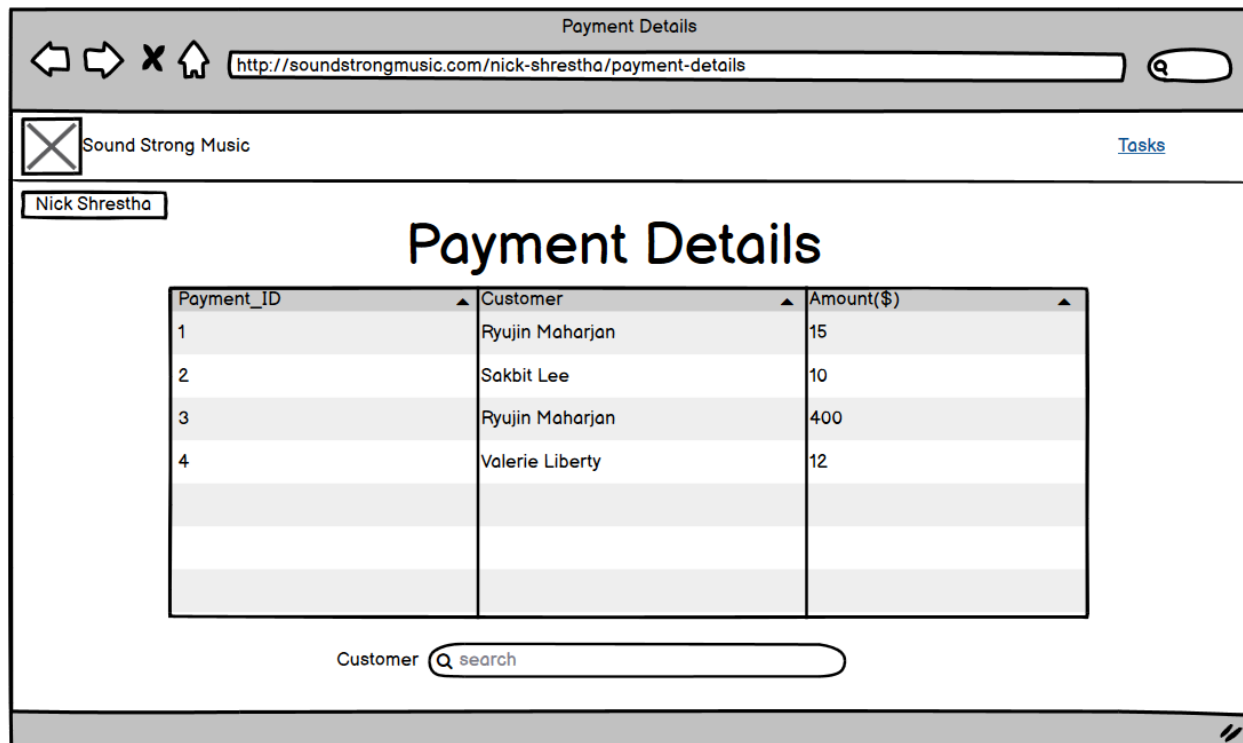 Payment Details
http://soundstrongmusic.com/nick-shrestha/payment-details
Sound Strong Music Tasks
Nick Shrestha
Payment Details
Payment_ID Customer Amount($)
1 Ryujin Maharjan 15
2 Sakbit Lee 10
3 Ryujin Maharjan 400
4 Valerie Liberty 12
Customer search